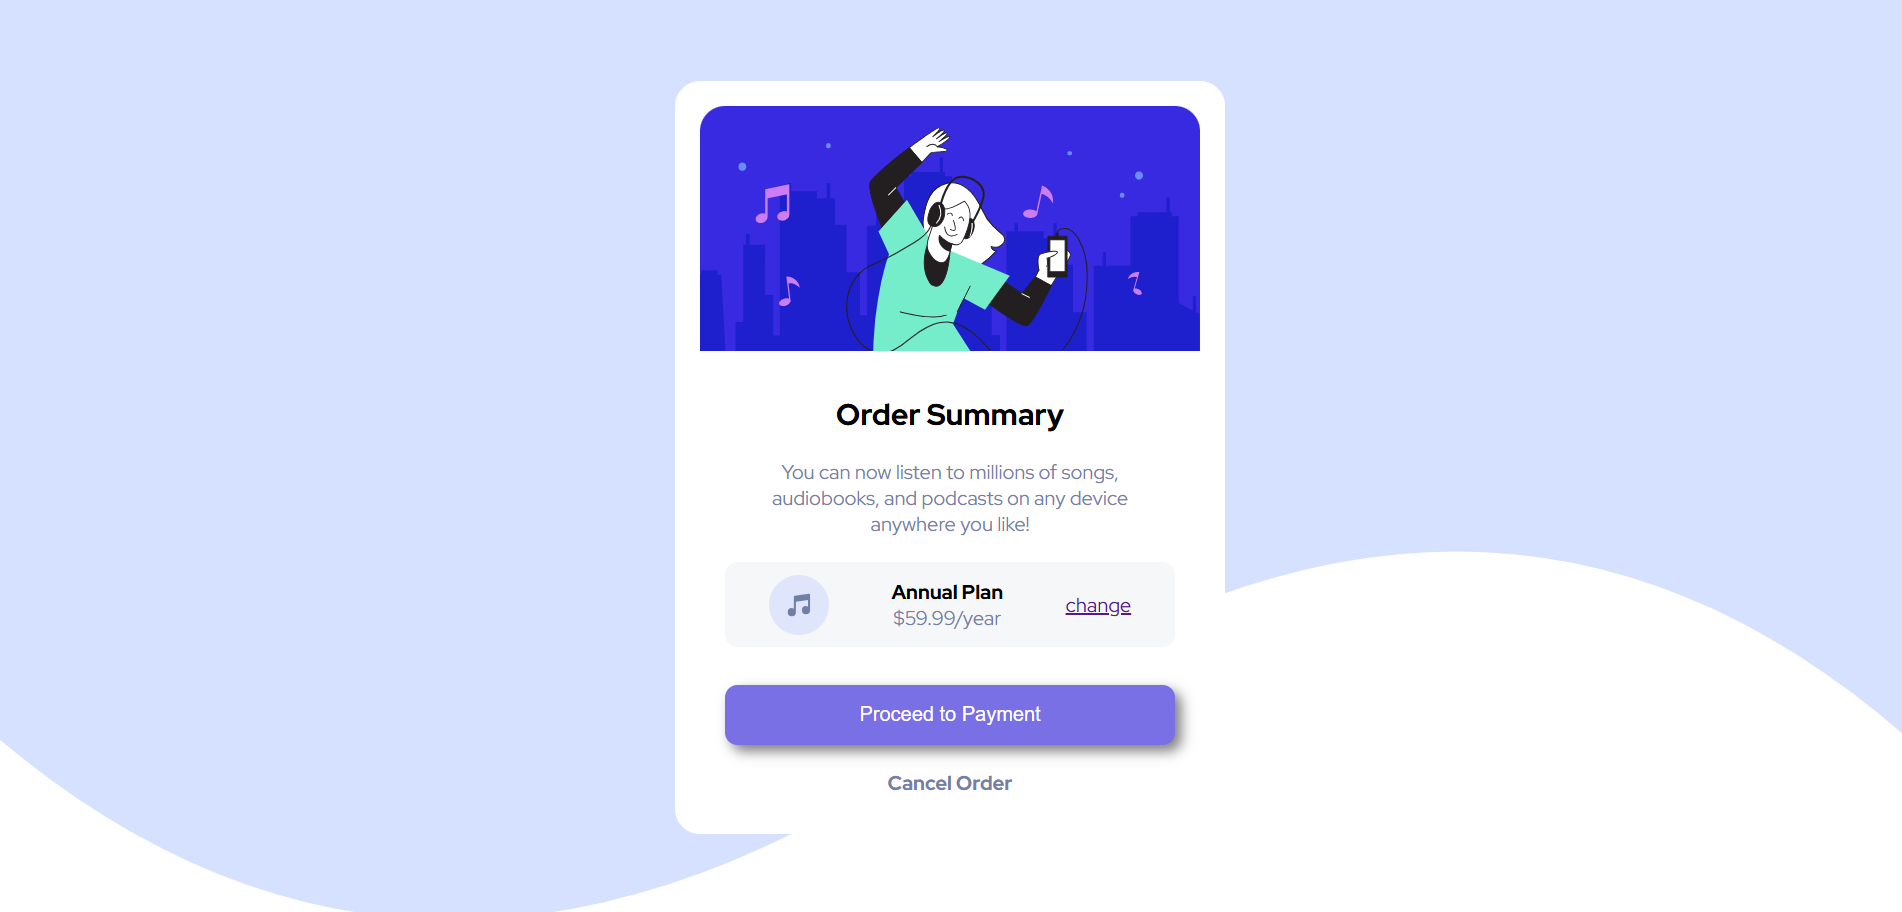 Order Summary
You can now listen to millions of songs,
audiobooks, and podcasts on any device
anywhere you like!
Annual Plan
$59.99/year
change
Proceed to Payment
Cancel Order